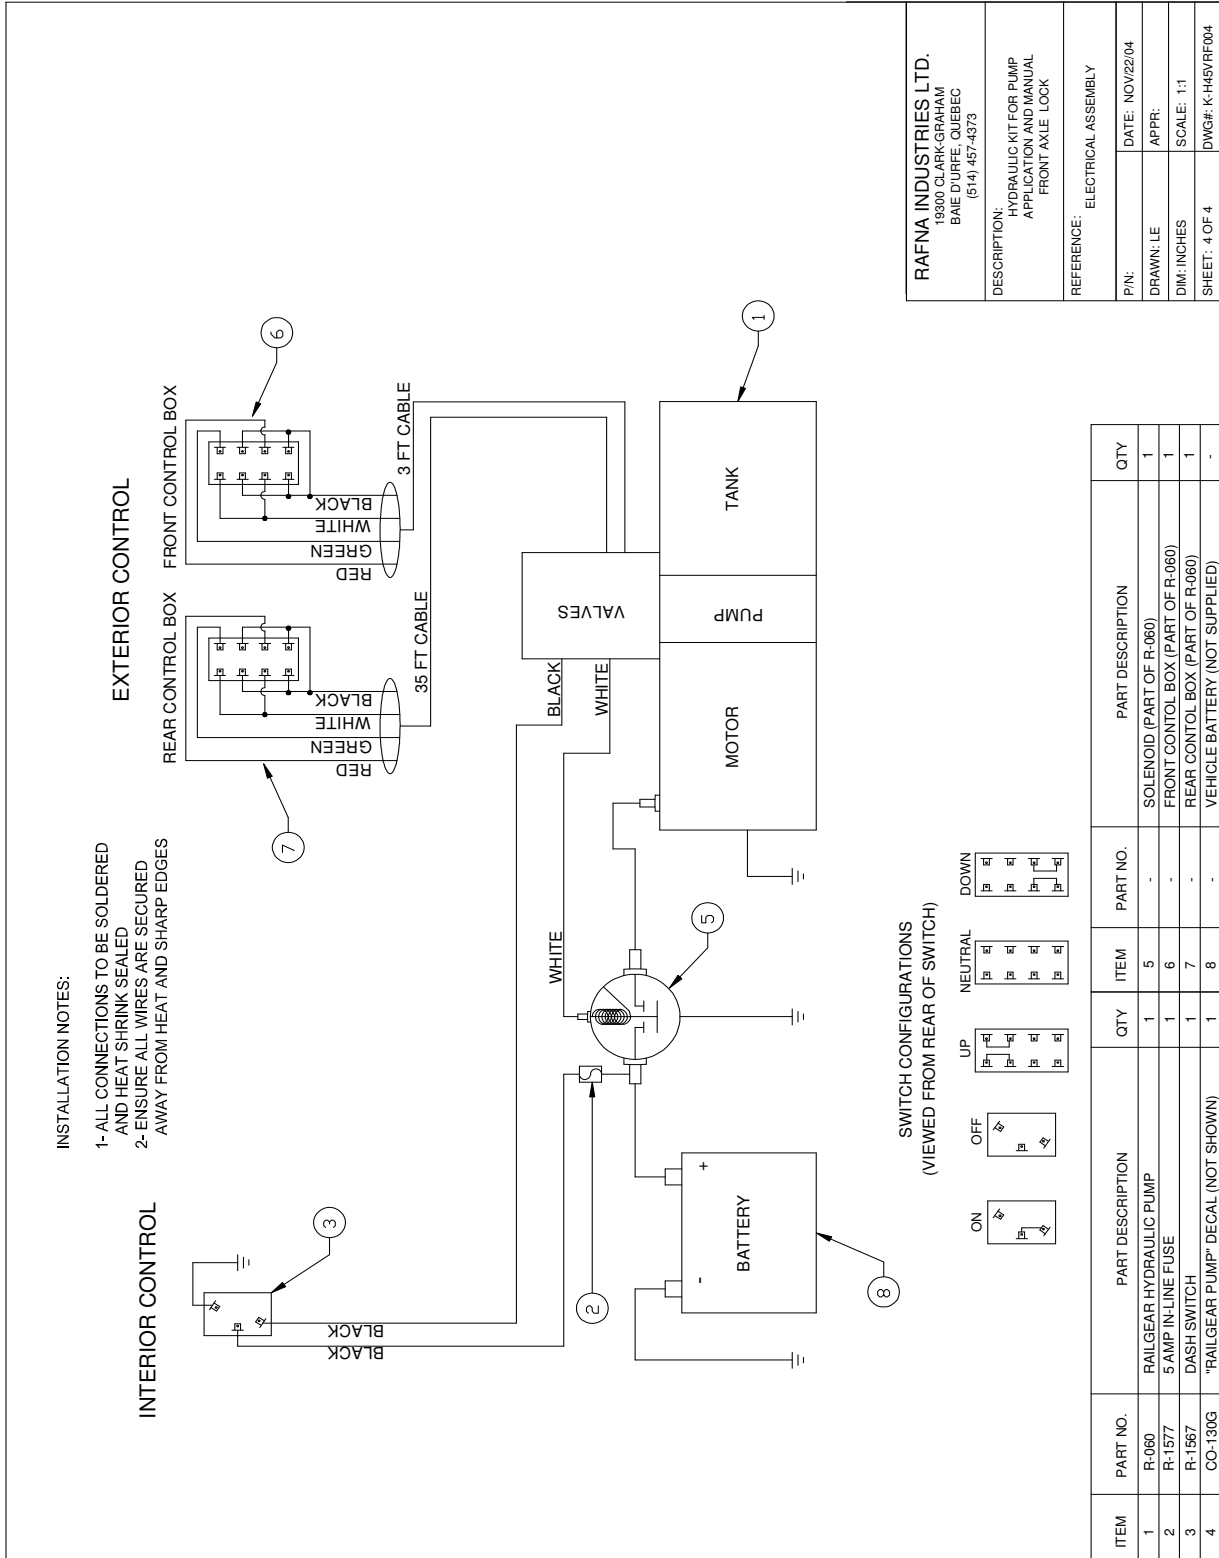 INSTALLATION NOTES:
1- ALL CONNECTIONS TO BE SOLDERED
AND HEAT SHRINK SEALED
2- ENSURE ALL WIRES ARE SECURED
AWAY FROM HEAT AND SHARP EDGES
INTERIOR CONTROL
3
BLACK
BLACK
2
EXTERIOR CONTROL
REAR CONTROL BOX
RED
GREEN
WHITE
BLACK
7
35 FT CABLE
FRONT CONTROL BOX
RED
GREEN
WHITE
BLACK
6
3 FT CABLE
BLACK
WHITE
WHITE
VALVES
PUMP
MOTOR
TANK
1
5
BATTERY
-
+
8
SWITCH CONFIGURATIONS
(VIEWED FROM REAR OF SWITCH)
ON
OFF
UP
NEUTRAL
DOWN
ITEM PART NO. PART DESCRIPTION QTY ITEM PART NO. PART DESCRIPTION QTY
1 R-060 RAILGEAR HYDRAULIC PUMP 1 5 - SOLENOID (PART OF R-060) 1
2 R-1577 5 AMP IN-LINE FUSE 1 6 - FRONT CONTOL BOX (PART OF R-060) 1
3 R-1567 DASH SWITCH 1 7 - REAR CONTOL BOX (PART OF R-060) 1
4 CO-130G "RAILGEAR PUMP" DECAL (NOT SHOWN) 1 8 - VEHICLE BATTERY (NOT SUPPLIED) -
RAFNA INDUSTRIES LTD.
19300 CLARK-GRAHAM
BAIE D'URFE, QUEBEC
(514) 457-4373
DESCRIPTION:
HYDRAULIC KIT FOR PUMP
APPLICATION AND MANUAL
FRONT AXLE LOCK
REFERENCE:
ELECTRICAL ASSEMBLY
P/N: DATE: NOV/22/04
DRAWN: LE APPR:
DIM: INCHES SCALE: 1:1
SHEET: 4 OF 4 DWG#: K-H45VRF004